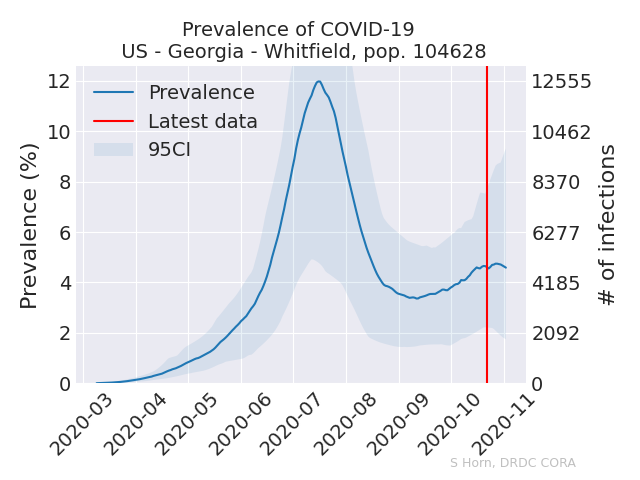 Prevalence of COVID-19
US - Georgia - Whitfield, pop. 104628
Prevalence
Latest data
95CI
Prevalence (%)
12
10
8
6
4
2
0
12555
10462
8370
6277
4185
2092
0
# of infections
2020-03
2020-04
2020-05
2020-06
2020-07
2020-08
2020-09
2020-10
2020-11
S Horn, DRDC CORA